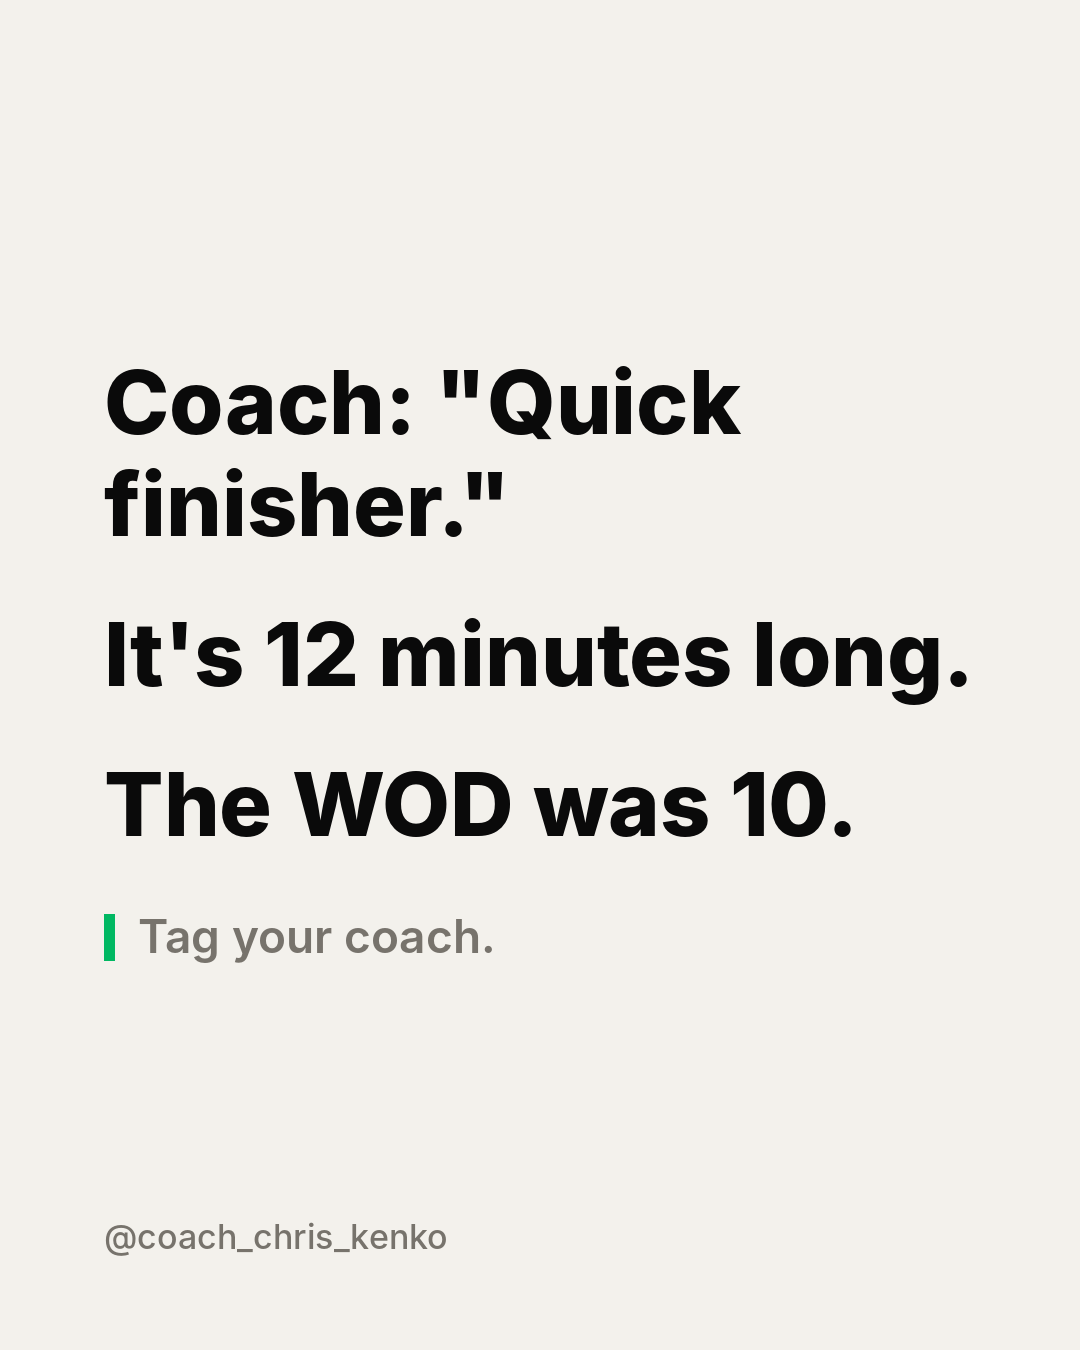 Coach: "Quick
finisher."
It's 12 minutes long.
The WOD was 10.
Tag your coach.
@coach_chris_kenko